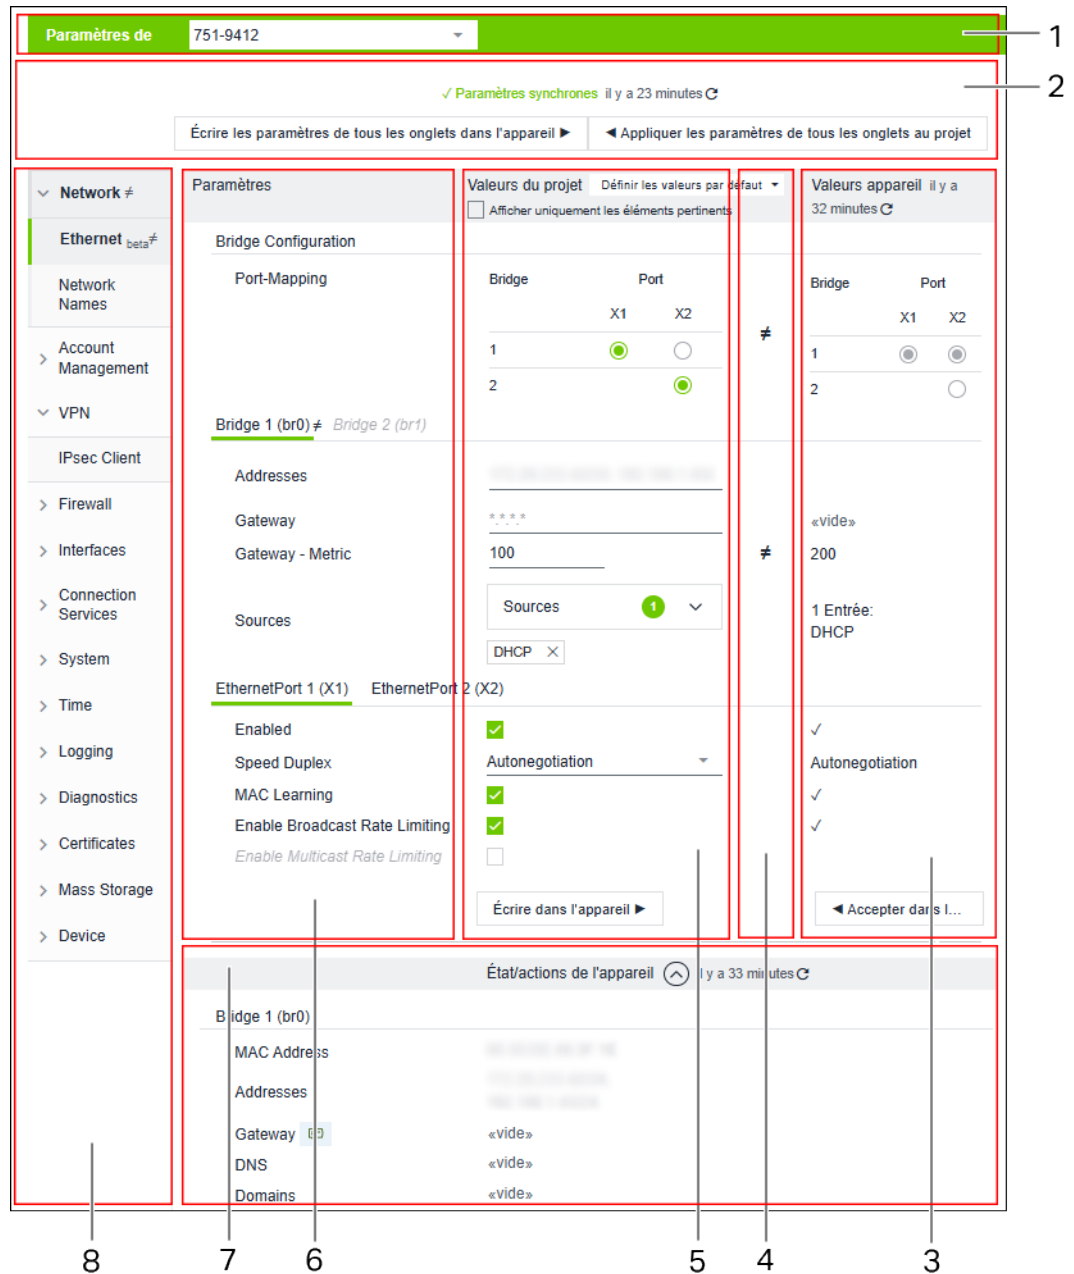 Paramètres de 751-9412
1
✓ Paramètres synchrones il y a 23 minutes
2
Écrire les paramètres de tous les onglets dans l'appareil ▶
◀ Appliquer les paramètres de tous les onglets au projet
Network ≠
Ethernet beta≠
Network
Names
Account
Management
VPN
IPsec Client
Firewall
Interfaces
Connection
Services
System
Time
Logging
Diagnostics
Certificates
Mass Storage
Device
Paramètres
Valeurs du projet Définir les valeurs par défaut
Afficher uniquement les éléments pertinents
Valeurs appareil il y a
32 minutes
Bridge Configuration
Port-Mapping
Bridge Port
X1 X2
1
2
≠
Bridge Port
X1 X2
1
2
Bridge 1 (br0) ≠ Bridge 2 (br1)
Addresses
Gateway *.*.*.* «vide»
Gateway - Metric 100 ≠ 200
Sources
Sources 1
DHCP ×
1 Entrée:
DHCP
EthernetPort 1 (X1) EthernetPort 2 (X2)
Enabled ✓
Speed Duplex Autonegotiation Autonegotiation
MAC Learning ✓
Enable Broadcast Rate Limiting ✓
Enable Multicast Rate Limiting
Écrire dans l'appareil ▶
◀ Accepter dans l...
État/actions de l'appareil il y a 33 minutes
Bridge 1 (br0)
MAC Address
Addresses
Gateway «vide»
DNS «vide»
Domains «vide»
8 7 6 5 4 3